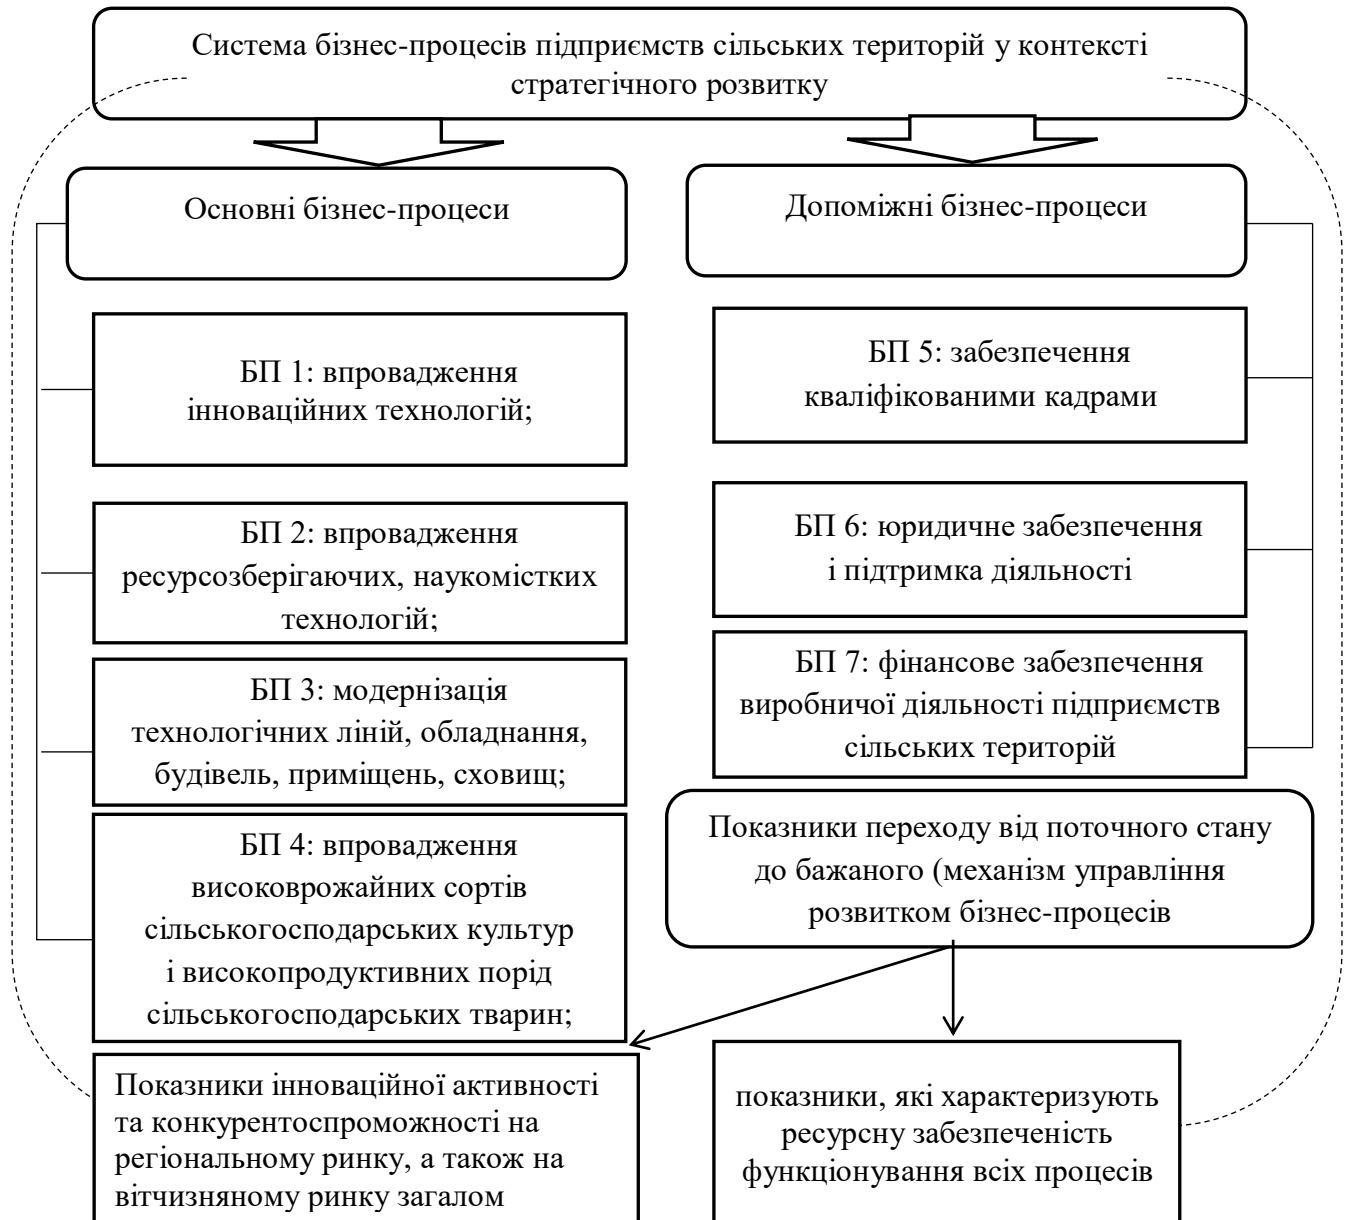 Система бізнес-процесів підприємств сільських територій у контексті
стратегічного розвитку
Основні бізнес-процеси
Допоміжні бізнес-процеси
БП 1: впровадження
інноваційних технологій;
БП 2: впровадження
ресурсозберігаючих, наукомістких
технологій;
БП 3: модернізація
технологічних ліній, обладнання,
будівель, приміщень, сховищ;
БП 4: впровадження
високоврожайних сортів
сільськогосподарських культур
і високопродуктивних порід
сільськогосподарських тварин;
БП 5: забезпечення
кваліфікованими кадрами
БП 6: юридичне забезпечення
і підтримка діяльності
БП 7: фінансове забезпечення
виробничої діяльності підприємств
сільських територій
Показники переходу від поточного стану
до бажаного (механізм управління
розвитком бізнес-процесів
Показники інноваційної активності
та конкурентоспроможності на
регіональному ринку, а також на
вітчизняному ринку загалом
показники, які характеризують
ресурсну забезпеченість
функціонування всіх процесів